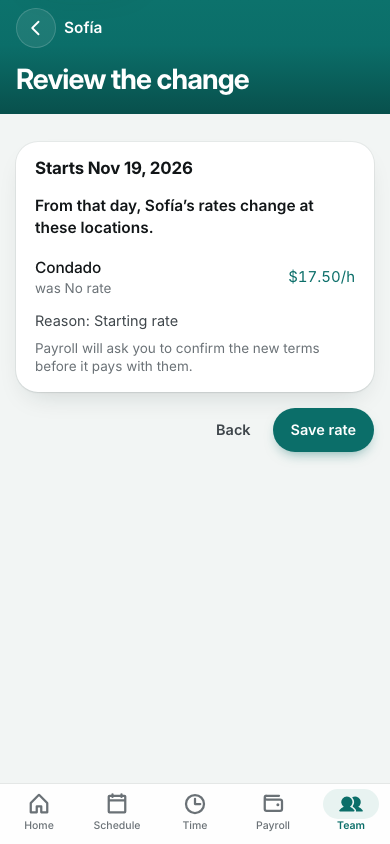 Sofía
Review the change
Starts Nov 19, 2026
From that day, Sofía’s rates change at
these locations.
Condado
$17.50/h
was No rate
Reason: Starting rate
Payroll will ask you to confirm the new terms
before it pays with them.
Back
Save rate
Home
Schedule
Time
Payroll
Team